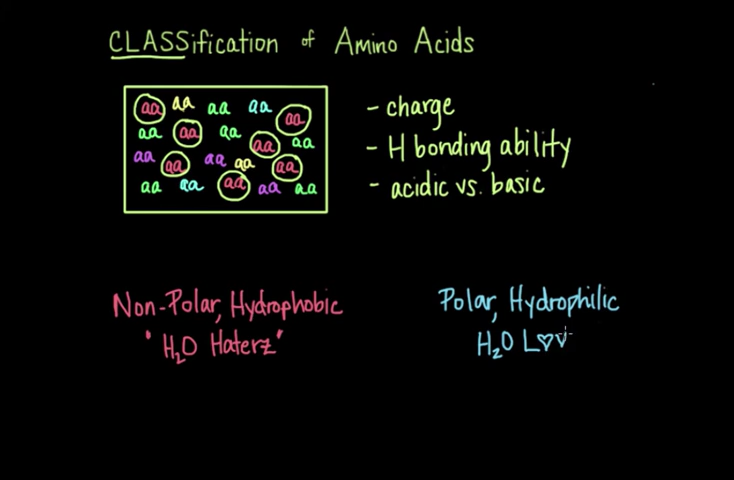 CLASSification of Amino Acids
aa aa aa aa aa
aa aa aa aa aa
aa aa aa aa aa
aa aa aa aa aa
- charge
- H bonding ability
- acidic vs. basic
Non-Polar, Hydrophobic
"H₂O Haterz"
Polar, Hydrophilic
H₂O L♡v